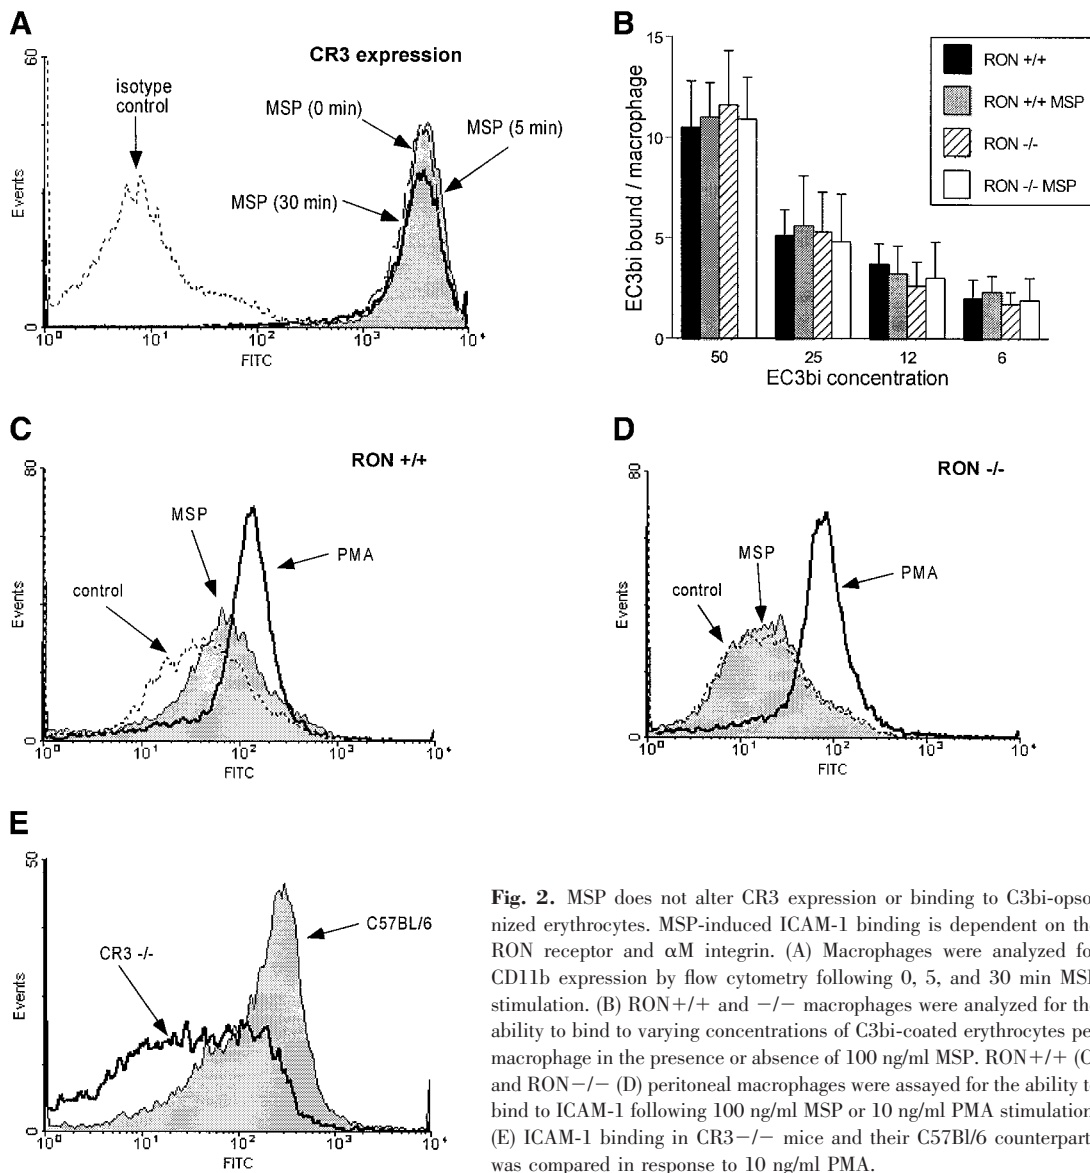 A
CR3 expression
60
isotype
control
MSP (0 min)
MSP (5 min)
MSP (30 min)
Events
0
10⁰ 10¹ 10² 10³ 10⁴
FITC
B
15
10
5
0
EC3bi bound / macrophage
RON +/+
RON +/+ MSP
RON -/-
RON -/- MSP
50 25 12 6
EC3bi concentration
C
RON +/+
80
MSP
PMA
control
Events
0
10⁰ 10¹ 10² 10³ 10⁴
FITC
D
RON -/-
80
MSP
PMA
control
Events
0
10⁰ 10¹ 10² 10³ 10⁴
FITC
E
50
C57BL/6
CR3 -/-
Events
0
10⁰ 10¹ 10² 10³ 10⁴
FITC
Fig. 2. MSP does not alter CR3 expression or binding to C3bi-opso
nized erythrocytes. MSP-induced ICAM-1 binding is dependent on th
RON receptor and αM integrin. (A) Macrophages were analyzed fo
CD11b expression by flow cytometry following 0, 5, and 30 min MS
stimulation. (B) RON+/+ and −/− macrophages were analyzed for th
ability to bind to varying concentrations of C3bi-coated erythrocytes pe
macrophage in the presence or absence of 100 ng/ml MSP. RON+/+ (C
and RON−/− (D) peritoneal macrophages were assayed for the ability t
bind to ICAM-1 following 100 ng/ml MSP or 10 ng/ml PMA stimulation
(E) ICAM-1 binding in CR3−/− mice and their C57Bl/6 counterpart
was compared in response to 10 ng/ml PMA.